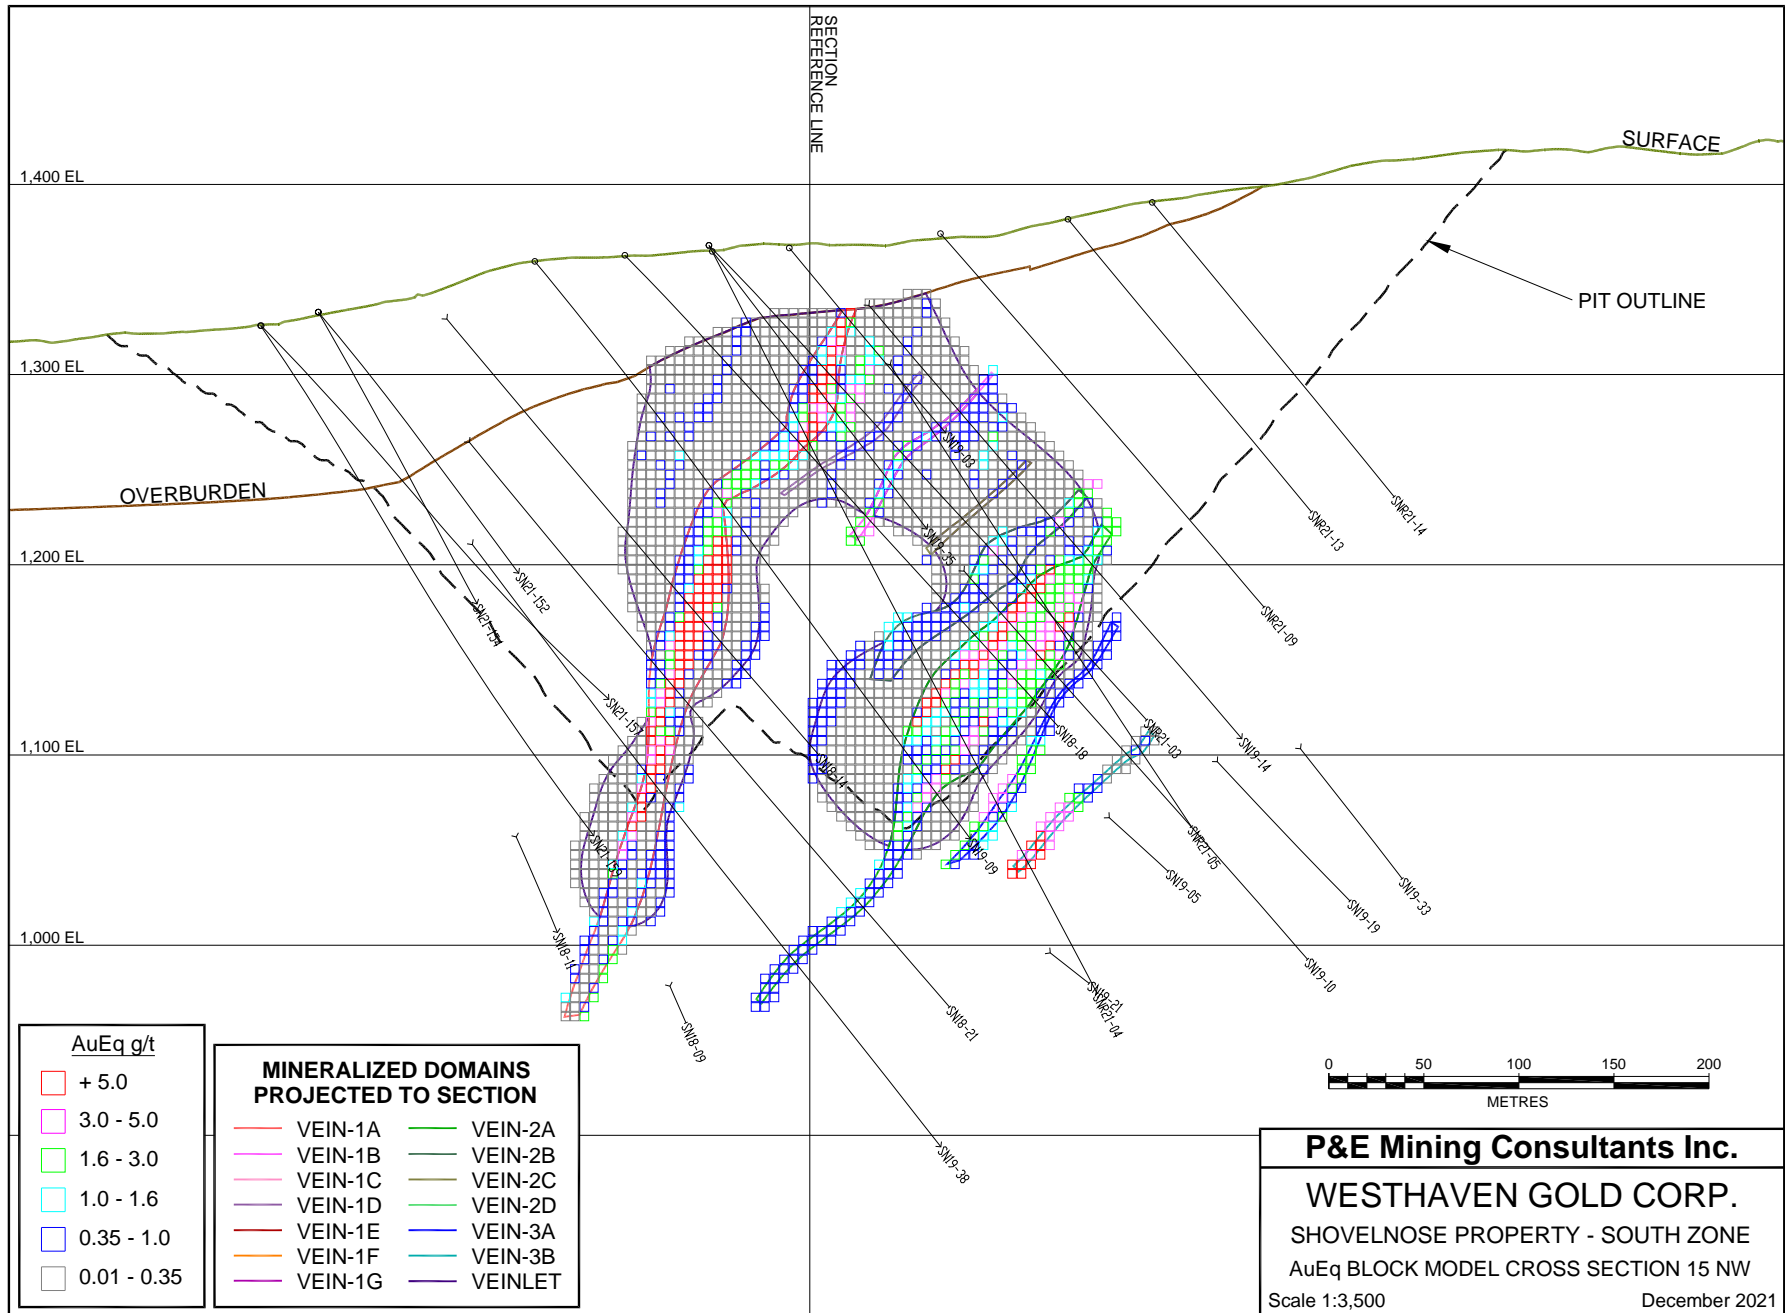 SECTION
REFERENCE LINE
SURFACE
1,400 EL
PIT OUTLINE
1,300 EL
SN19-03
OVERBURDEN
SNR21-14
SNR21-13
SN19-35
1,200 EL
SN21-152
SN21-154
SNR21-09
SN21-157
SNR21-03
SN18-18
SN19-14
1,100 EL
SN18-14
SNR21-05
SN21-159
SN19-09
SN19-05
SN19-33
SN19-19
1,000 EL
SN18-11
SN19-10
SN19-21
SNR21-04
SN18-21
SN18-09
SN19-38
AuEq g/t
+ 5.0
3.0 - 5.0
1.6 - 3.0
1.0 - 1.6
0.35 - 1.0
0.01 - 0.35
MINERALIZED DOMAINS
PROJECTED TO SECTION
VEIN-1A VEIN-2A
VEIN-1B VEIN-2B
VEIN-1C VEIN-2C
VEIN-1D VEIN-2D
VEIN-1E VEIN-3A
VEIN-1F VEIN-3B
VEIN-1G VEINLET
0 50 100 150 200
METRES
P&E Mining Consultants Inc.
WESTHAVEN GOLD CORP.
SHOVELNOSE PROPERTY - SOUTH ZONE
AuEq BLOCK MODEL CROSS SECTION 15 NW
Scale 1:3,500 December 2021